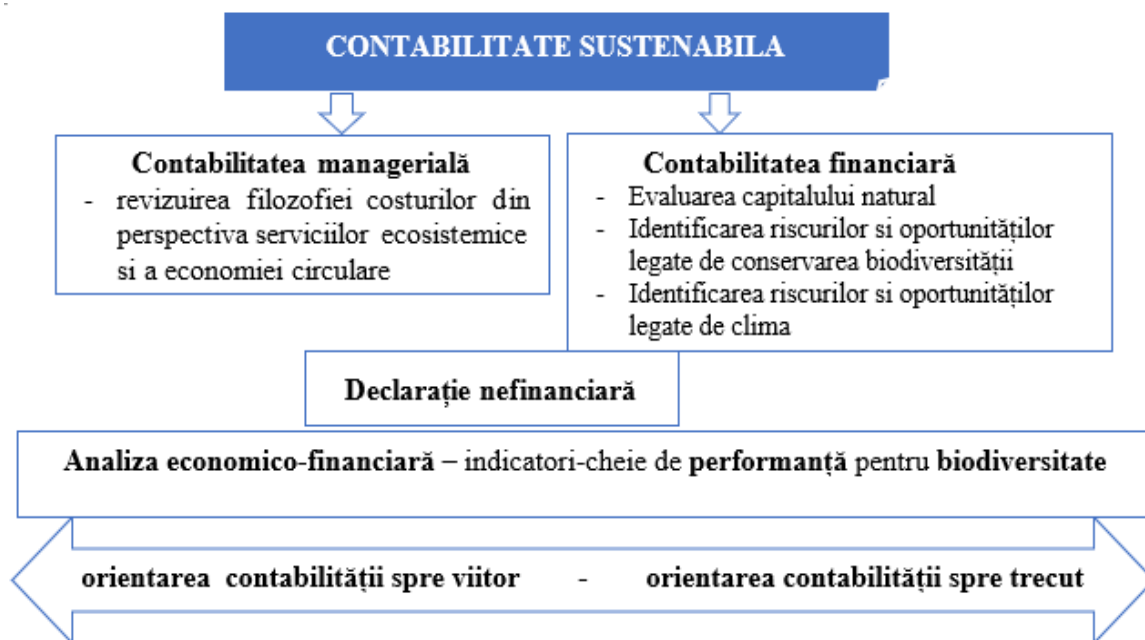 CONTABILITATE SUSTENABILA
Contabilitatea managerială
- revizuirea filozofiei costurilor din
perspectiva serviciilor ecosistemice
si a economiei circulare
Contabilitatea financiară
- Evaluarea capitalului natural
- Identificarea riscurilor si oportunităților
legate de conservarea biodiversității
- Identificarea riscurilor si oportunităților
legate de clima
Declarație nefinanciară
Analiza economico-financiară – indicatori-cheie de performanță pentru biodiversitate
orientarea contabilității spre viitor - orientarea contabilității spre trecut